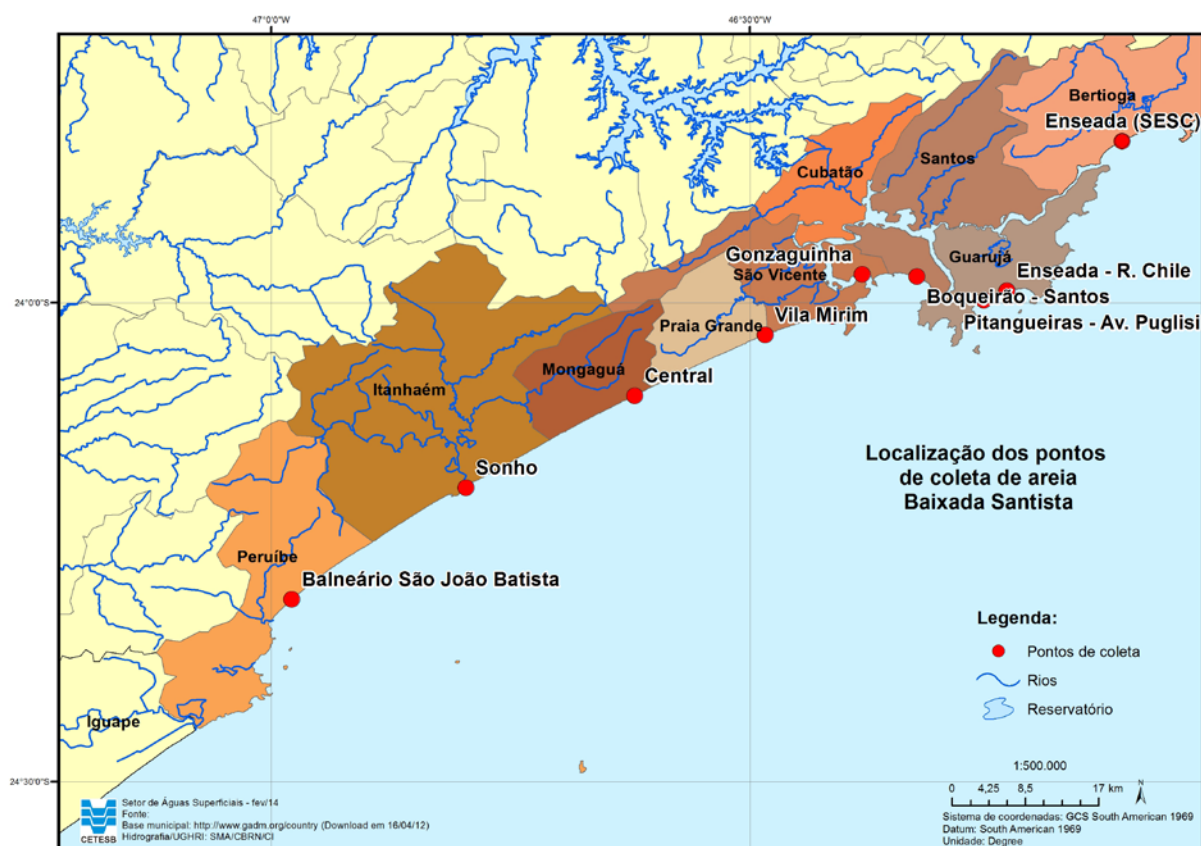 47°0'0"W
46°30'0"W
Bertioga
Enseada (SESC)
Santos
Cubatão
Guarujá
Gonzaguinha
São Vicente
Enseada - R. Chile
Boqueirão - Santos
24°0'0"S
Vila Mirim
Pitangueiras - Av. Puglisi
Praia Grande
Mongaguá
Central
Itanhaém
Sonho
Localização dos pontos
de coleta de areia
Baixada Santista
Peruíbe
Balneário São João Batista
Legenda:
Pontos de coleta
Rios
Reservatório
Iguape
24°30'0"S
1:500.000
0 4,25 8,5 17 km
N
Sistema de coordenadas: GCS South American 1969
Datum: South American 1969
Unidade: Degree
CETESB
Setor de Águas Superficiais - fev/14
Fonte:
Base municipal: http://www.gadm.org/country (Download em 16/04/12)
Hidrografia/UGHRI: SMA/CBRN/CI